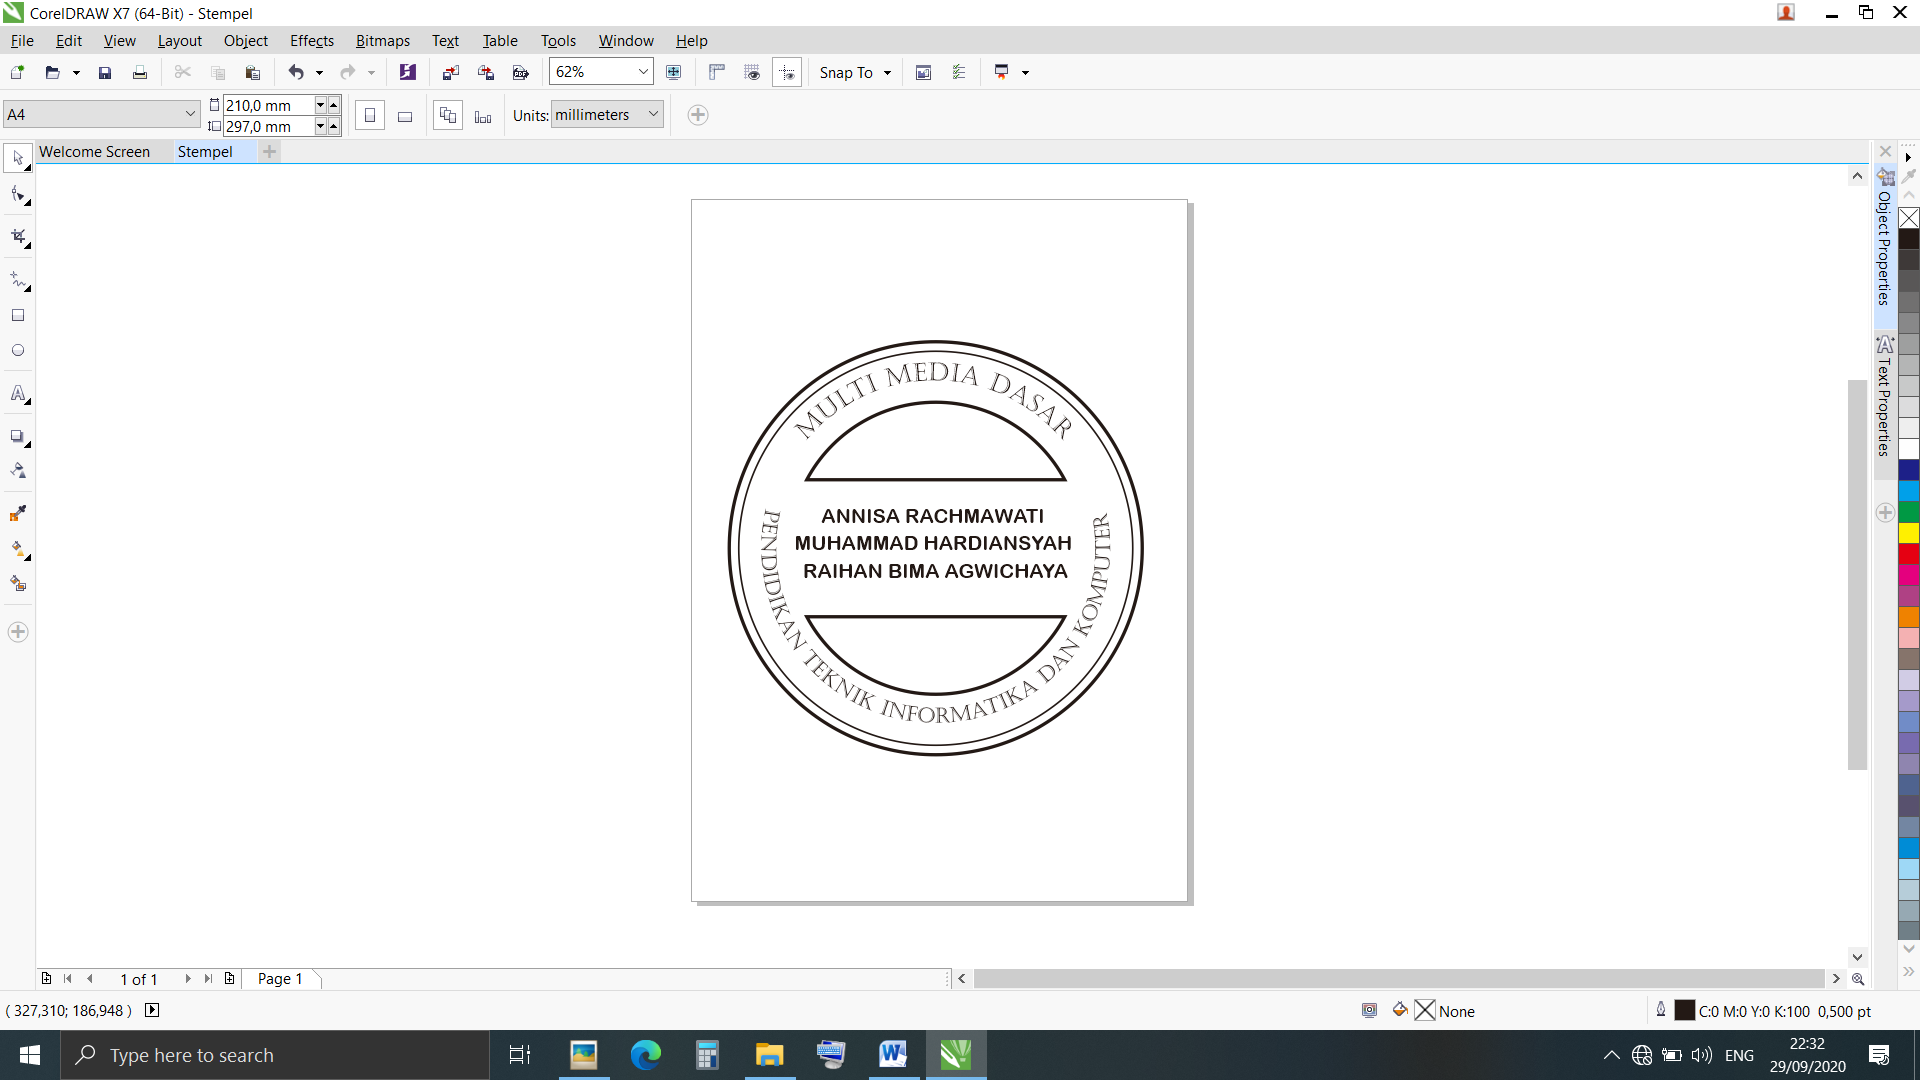 CorelDRAW X7 (64-Bit) - Stempel
File Edit View Layout Object Effects Bitmaps Text Table Tools Window Help
62% Snap To
A4 210,0 mm 297,0 mm Units: millimeters
Welcome Screen Stempel
Object Properties
Text Properties
MULTI MEDIA DASAR
ANNISA RACHMAWATI
MUHAMMAD HARDIANSYAH
RAIHAN BIMA AGWICHAYA
PENDIDIKAN TEKNIK INFORMATIKA DAN KOMPUTER
1 of 1 Page 1
( 327,310; 186,948 ) None C:0 M:0 Y:0 K:100 0,500 pt
Type here to search ENG 22:32
29/09/2020